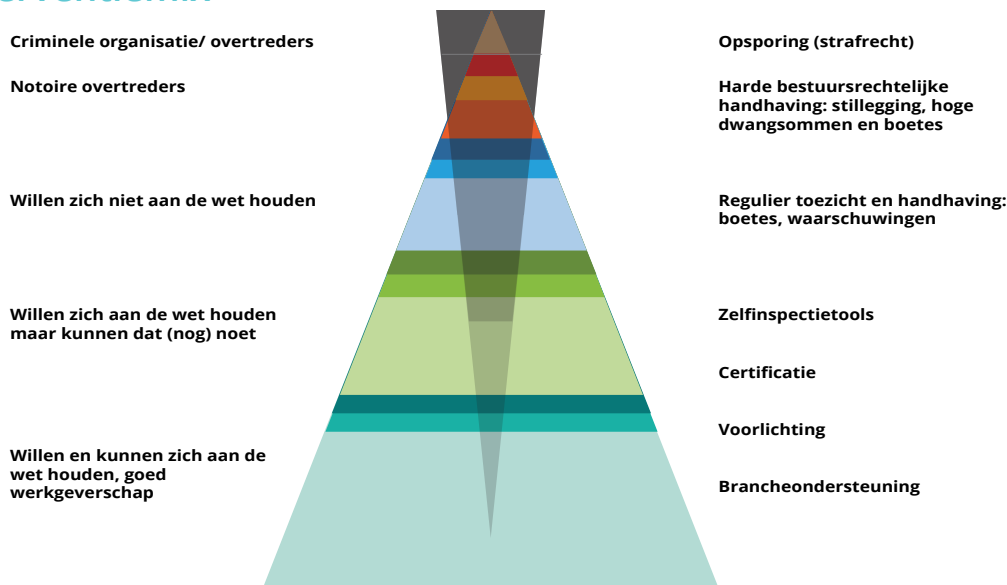 Criminele organisatie/ overtreders
Opsporing (strafrecht)
Notoire overtreders
Harde bestuursrechtelijke
handhaving: stillegging, hoge
dwangsommen en boetes
Willen zich niet aan de wet houden
Regulier toezicht en handhaving:
boetes, waarschuwingen
Willen zich aan de wet houden
maar kunnen dat (nog) noet
Zelfinspectietools
Certificatie
Voorlichting
Willen en kunnen zich aan de
wet houden, goed
werkgeverschap
Brancheondersteuning